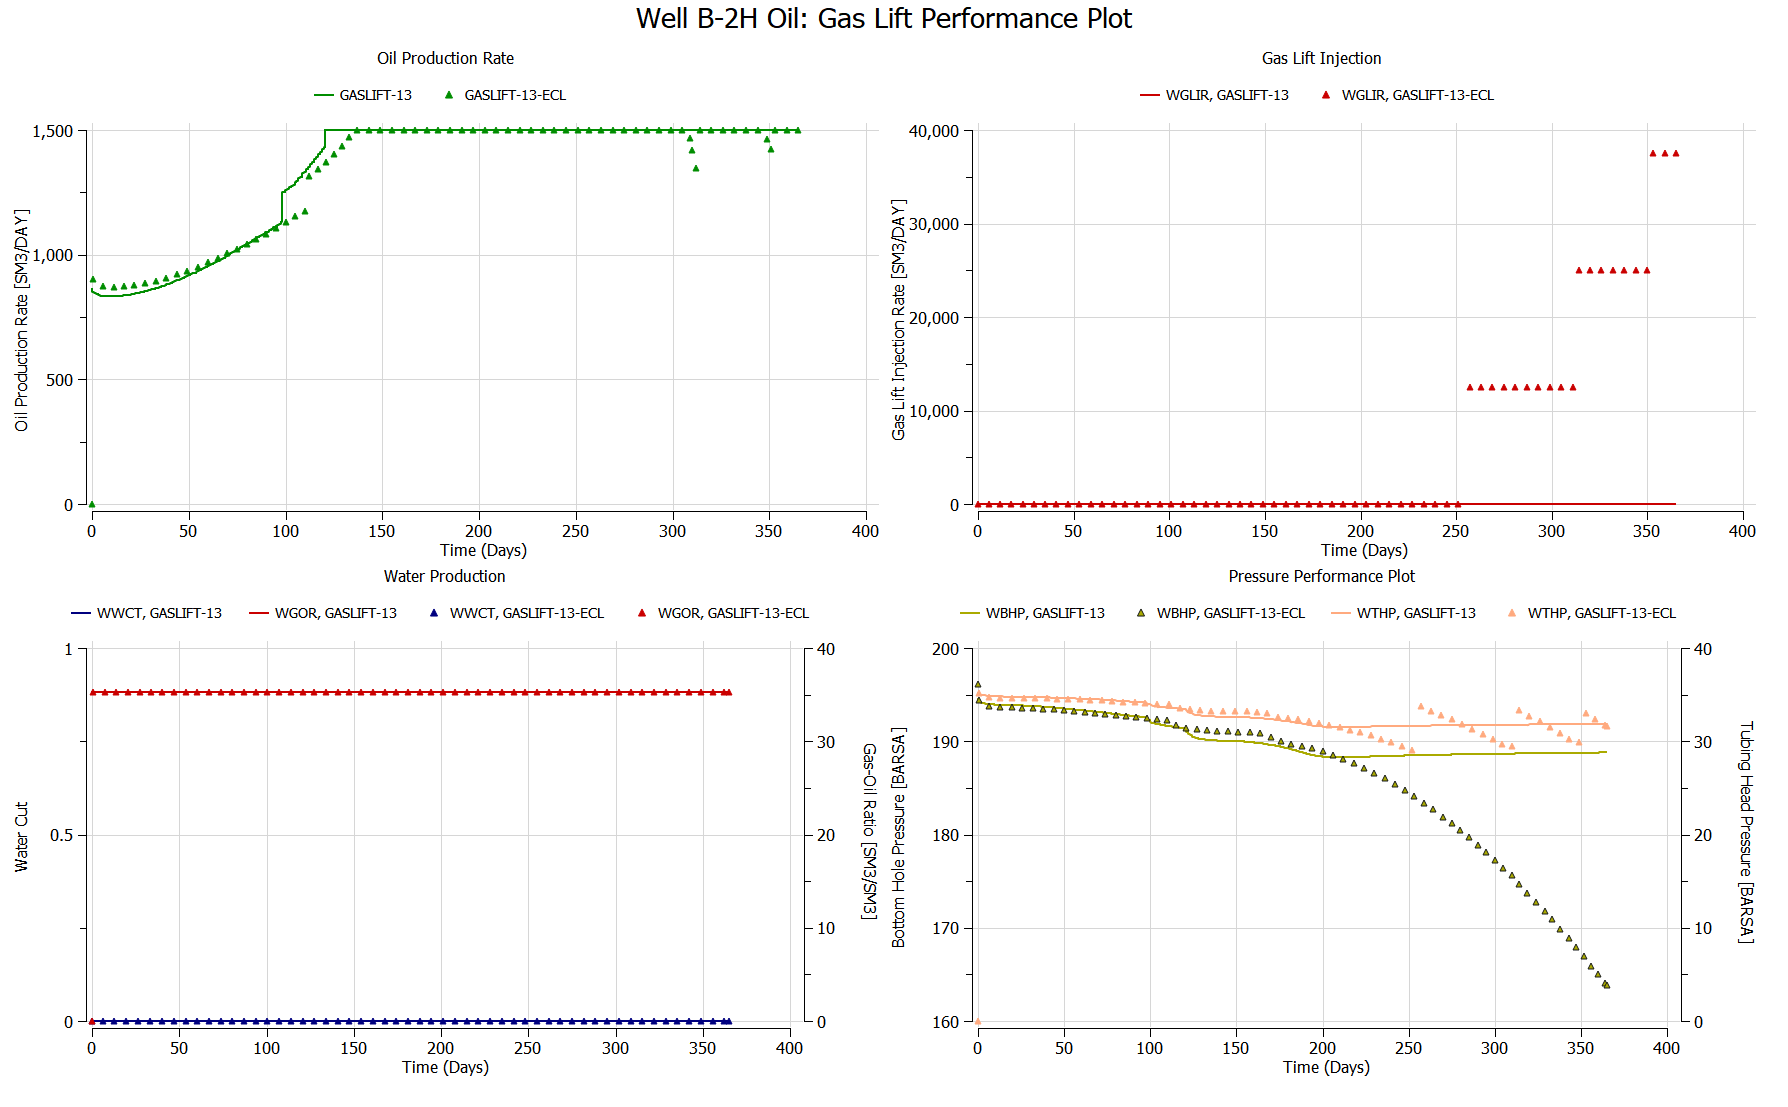 Well B-2H Oil: Gas Lift Performance Plot
Oil Production Rate
GASLIFT-13 GASLIFT-13-ECL
1,500
1,000
500
0
Oil Production Rate [SM3/DAY]
0 50 100 150 200 250 300 350 400
Time (Days)
Gas Lift Injection
WGLIR, GASLIFT-13 WGLIR, GASLIFT-13-ECL
40,000
30,000
20,000
10,000
0
Gas Lift Injection Rate [SM3/DAY]
0 50 100 150 200 250 300 350 400
Time (Days)
Water Production
WWCT, GASLIFT-13 WGOR, GASLIFT-13 WWCT, GASLIFT-13-ECL WGOR, GASLIFT-13-ECL
1
0.5
0
Water Cut
40
30
20
10
0
Gas-Oil Ratio [SM3/SM3]
0 50 100 150 200 250 300 350 400
Time (Days)
Pressure Performance Plot
WBHP, GASLIFT-13 WBHP, GASLIFT-13-ECL WTHP, GASLIFT-13 WTHP, GASLIFT-13-ECL
200
190
180
170
160
Bottom Hole Pressure [BARSA]
40
30
20
10
0
Tubing Head Pressure [BARSA]
0 50 100 150 200 250 300 350 400
Time (Days)